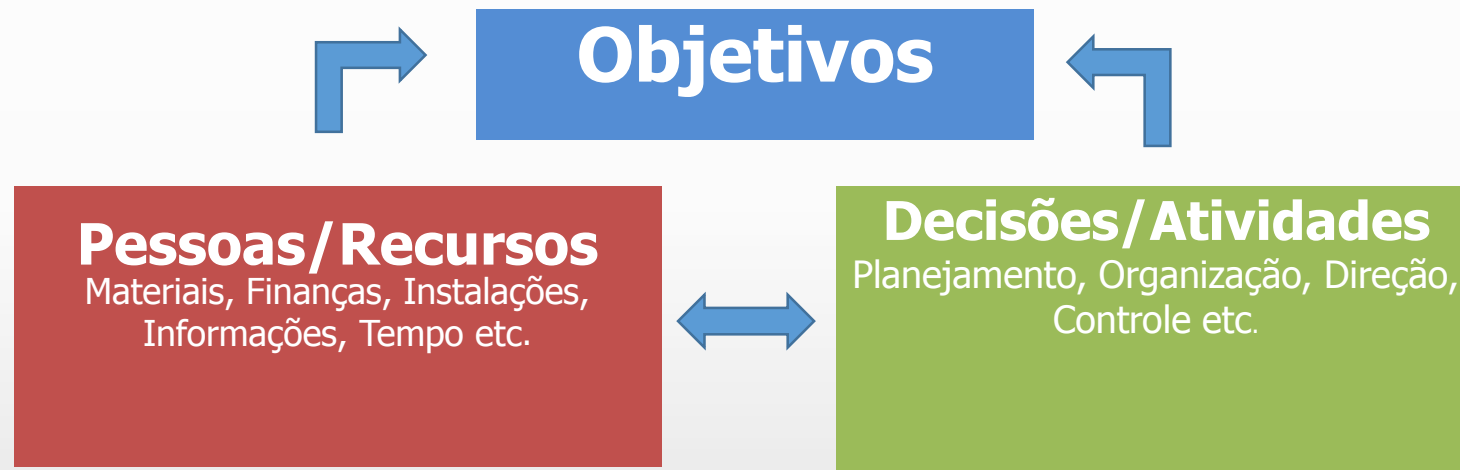 Objetivos
Pessoas/Recursos
Materiais, Finanças, Instalações,
Informações, Tempo etc.
Decisões/Atividades
Planejamento, Organização, Direção,
Controle etc.